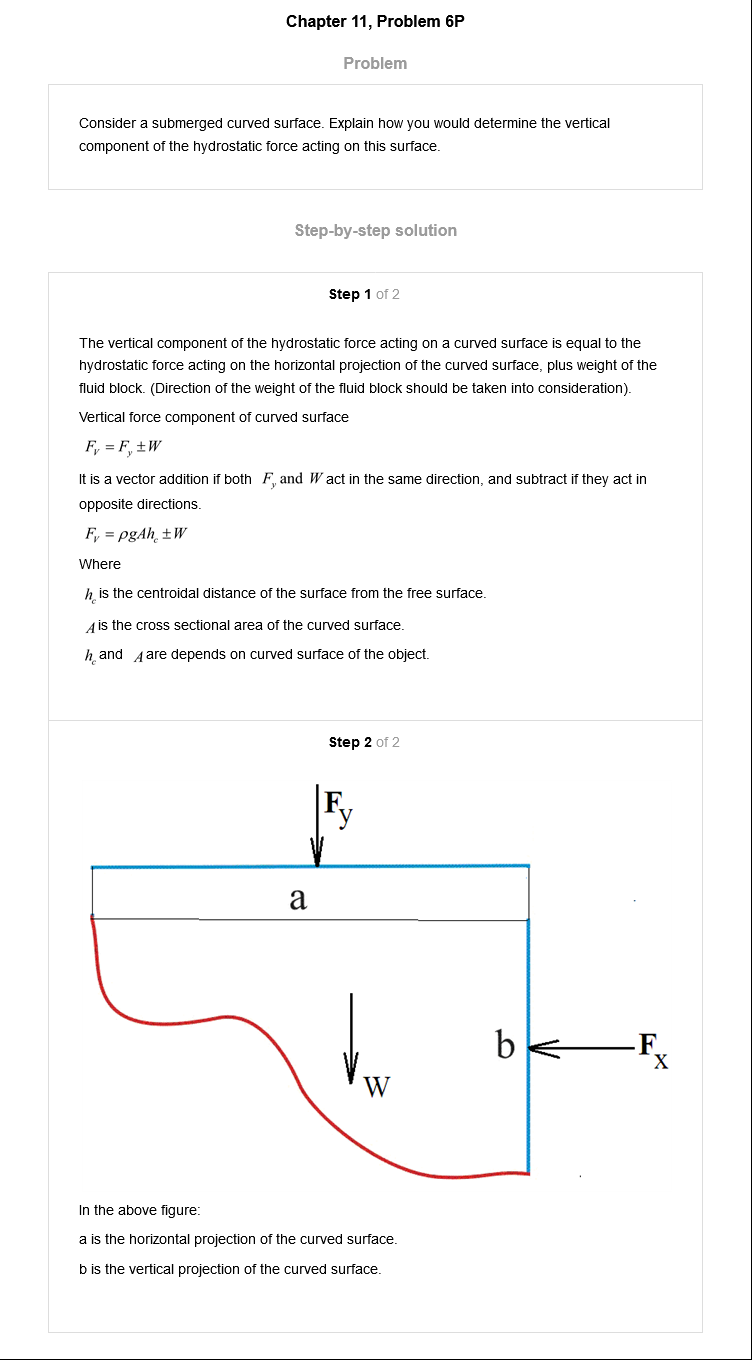 Chapter 11, Problem 6P
Problem
Consider a submerged curved surface. Explain how you would determine the vertical
component of the hydrostatic force acting on this surface.
Step-by-step solution
Step 1 of 2
The vertical component of the hydrostatic force acting on a curved surface is equal to the
hydrostatic force acting on the horizontal projection of the curved surface, plus weight of the
fluid block. (Direction of the weight of the fluid block should be taken into consideration).
Vertical force component of curved surface
F_V = F_y ± W
It is a vector addition if both F_y and W act in the same direction, and subtract if they act in
opposite directions.
F_V = ρgAh_c ± W
Where
h_c is the centroidal distance of the surface from the free surface.
A is the cross sectional area of the curved surface.
h_c and A are depends on curved surface of the object.
Step 2 of 2
F_y
a
b
F_x
W
In the above figure:
a is the horizontal projection of the curved surface.
b is the vertical projection of the curved surface.